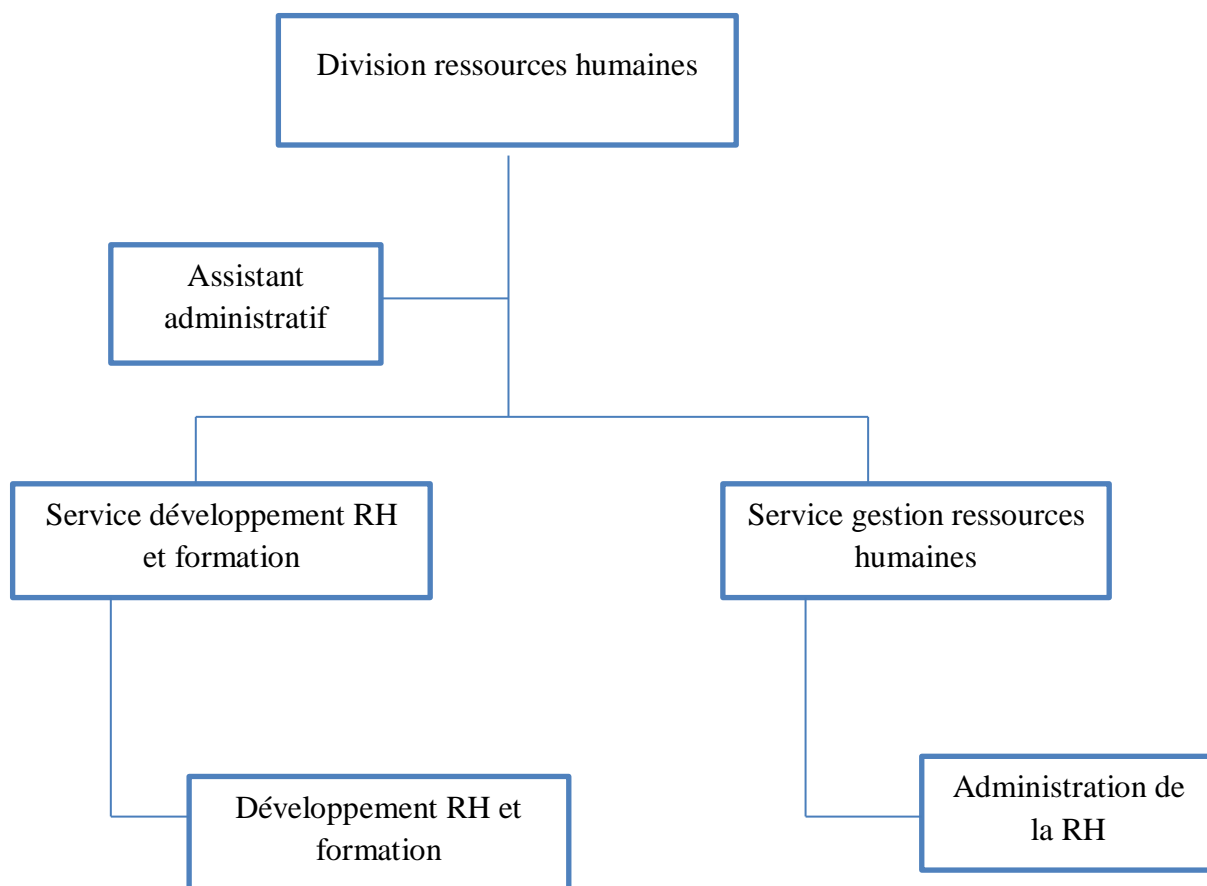 Division ressources humaines
Assistant
administratif
Service développement RH
et formation
Service gestion ressources
humaines
Développement RH et
formation
Administration de
la RH